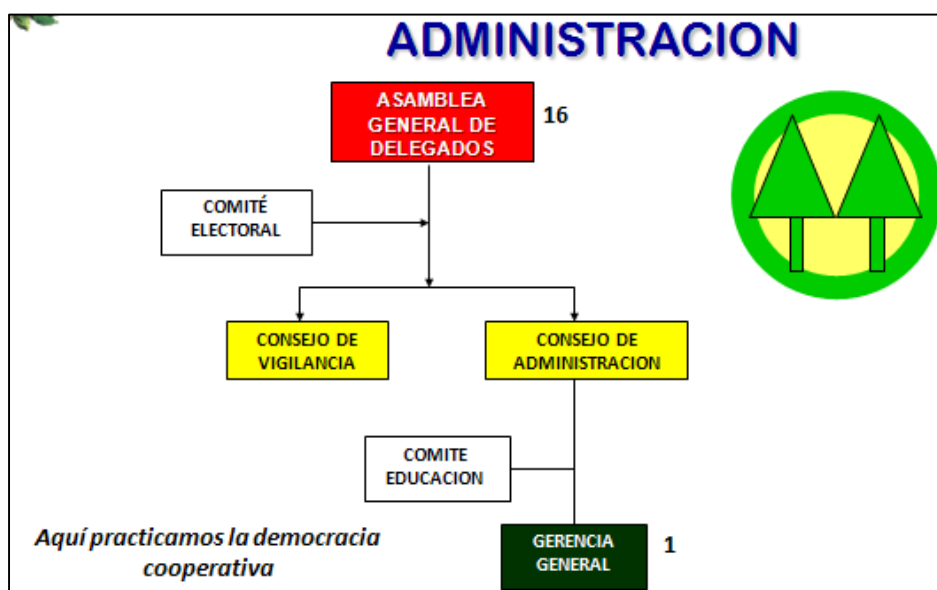 ADMINISTRACION
ASAMBLEA
GENERAL DE
DELEGADOS
16
COMITÉ
ELECTORAL
CONSEJO DE
VIGILANCIA
CONSEJO DE
ADMINISTRACION
COMITE
EDUCACION
Aquí practicamos la democracia
cooperativa
GERENCIA
GENERAL
1